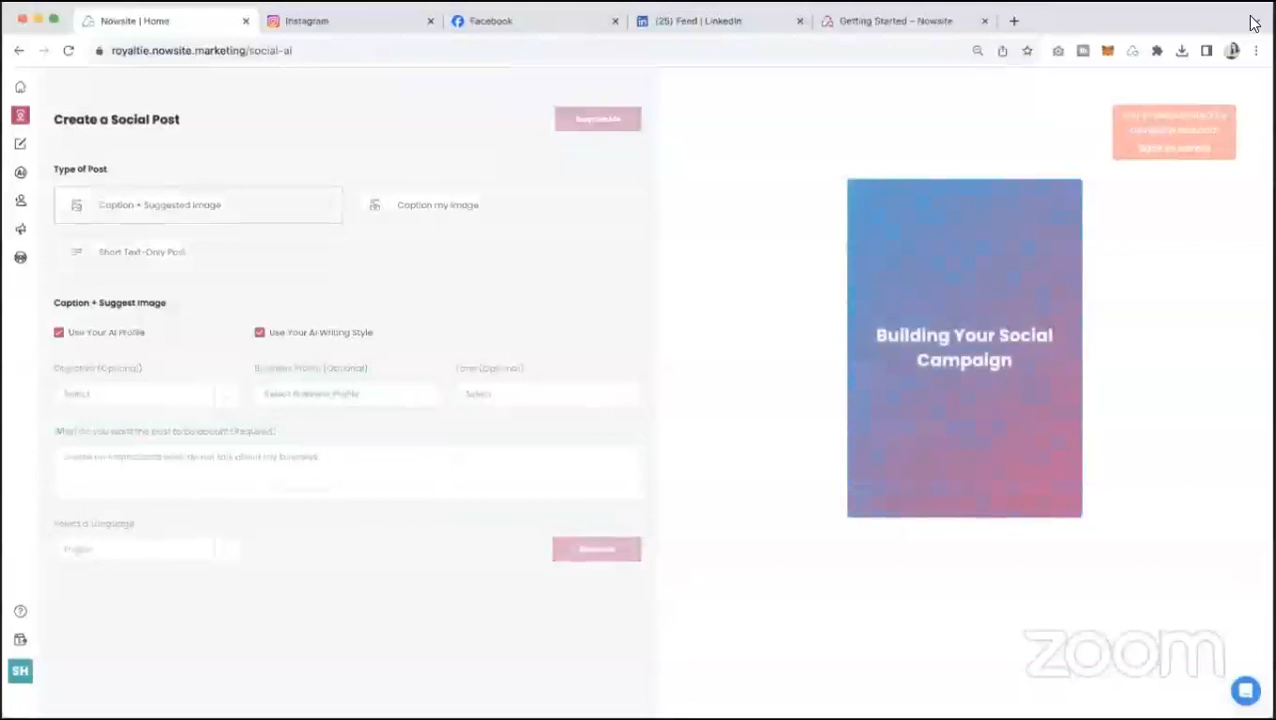 Nowsite | Home
Instagram
Facebook
(25) Feed | LinkedIn
Getting Started – Nowsite
royaltie.nowsite.marketing/social-ai
Create a Social Post
Type of Post
Caption + Suggested Image
Caption my Image
Short Text-Only Post
Caption + Suggest Image
Use Your AI Profile
Use Your AI Writing Style
Objective (Optional)
Business Profile (Optional)
Tone (Optional)
Select
Select Business Profile
Select
What do you want the post to be about? (Required)
Select a Language
English
Building Your Social
Campaign
SH
zoom